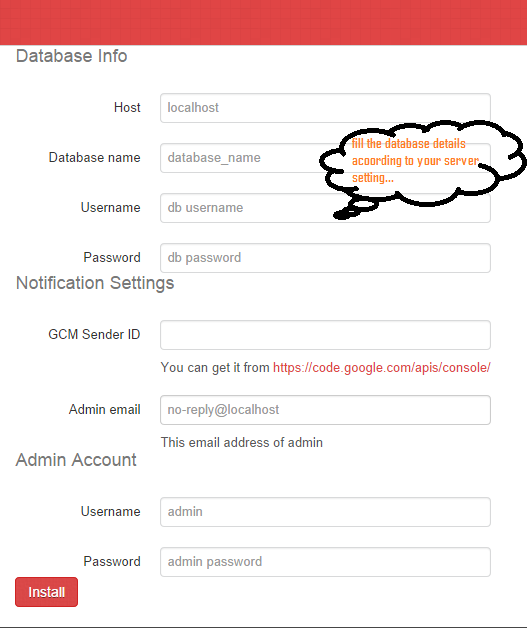 Database Info
Host
localhost
Database name
database_name
fill the database details
acoording to your server
setting...
Username
db username
Password
db password
Notification Settings
GCM Sender ID
You can get it from https://code.google.com/apis/console/
Admin email
no-reply@localhost
This email address of admin
Admin Account
Username
admin
Password
admin password
Install